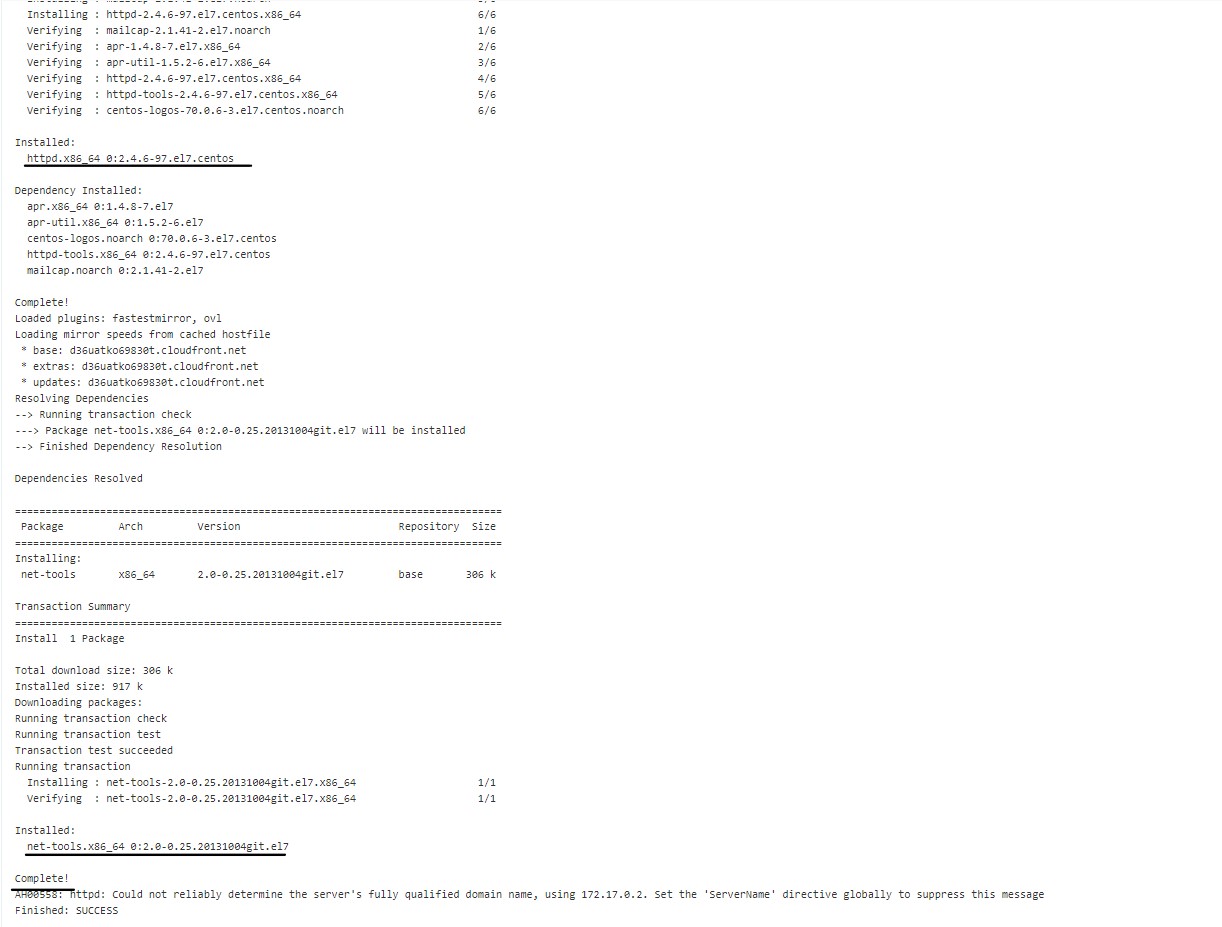 Installing : httpd-2.4.6-97.el7.centos.x86_64 6/6
Verifying : mailcap-2.1.41-2.el7.noarch 1/6
Verifying : apr-1.4.8-7.el7.x86_64 2/6
Verifying : apr-util-1.5.2-6.el7.x86_64 3/6
Verifying : httpd-2.4.6-97.el7.centos.x86_64 4/6
Verifying : httpd-tools-2.4.6-97.el7.centos.x86_64 5/6
Verifying : centos-logos-70.0.6-3.el7.centos.noarch 6/6
Installed:
httpd.x86_64 0:2.4.6-97.el7.centos
Dependency Installed:
apr.x86_64 0:1.4.8-7.el7
apr-util.x86_64 0:1.5.2-6.el7
centos-logos.noarch 0:70.0.6-3.el7.centos
httpd-tools.x86_64 0:2.4.6-97.el7.centos
mailcap.noarch 0:2.1.41-2.el7
Complete!
Loaded plugins: fastestmirror, ovl
Loading mirror speeds from cached hostfile
* base: d36uatko69830t.cloudfront.net
* extras: d36uatko69830t.cloudfront.net
* updates: d36uatko69830t.cloudfront.net
Resolving Dependencies
--> Running transaction check
---> Package net-tools.x86_64 0:2.0-0.25.20131004git.el7 will be installed
--> Finished Dependency Resolution
Dependencies Resolved
================================================================================
Package Arch Version Repository Size
================================================================================
Installing:
net-tools x86_64 2.0-0.25.20131004git.el7 base 306 k
Transaction Summary
================================================================================
Install 1 Package
Total download size: 306 k
Installed size: 917 k
Downloading packages:
Running transaction check
Running transaction test
Transaction test succeeded
Running transaction
Installing : net-tools-2.0-0.25.20131004git.el7.x86_64 1/1
Verifying : net-tools-2.0-0.25.20131004git.el7.x86_64 1/1
Installed:
net-tools.x86_64 0:2.0-0.25.20131004git.el7
Complete!
AH00558: httpd: Could not reliably determine the server's fully qualified domain name, using 172.17.0.2. Set the 'ServerName' directive globally to suppress this message
Finished: SUCCESS